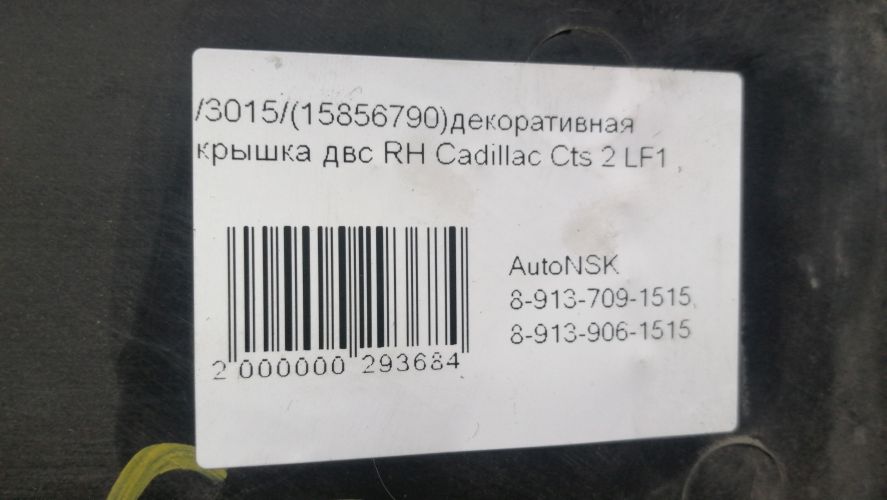 /3015/(15856790)декоративная
крышка двс RH Cadillac Cts 2 LF1
AutoNSK
8-913-709-1515,
8-913-906-1515
2 000000 293684